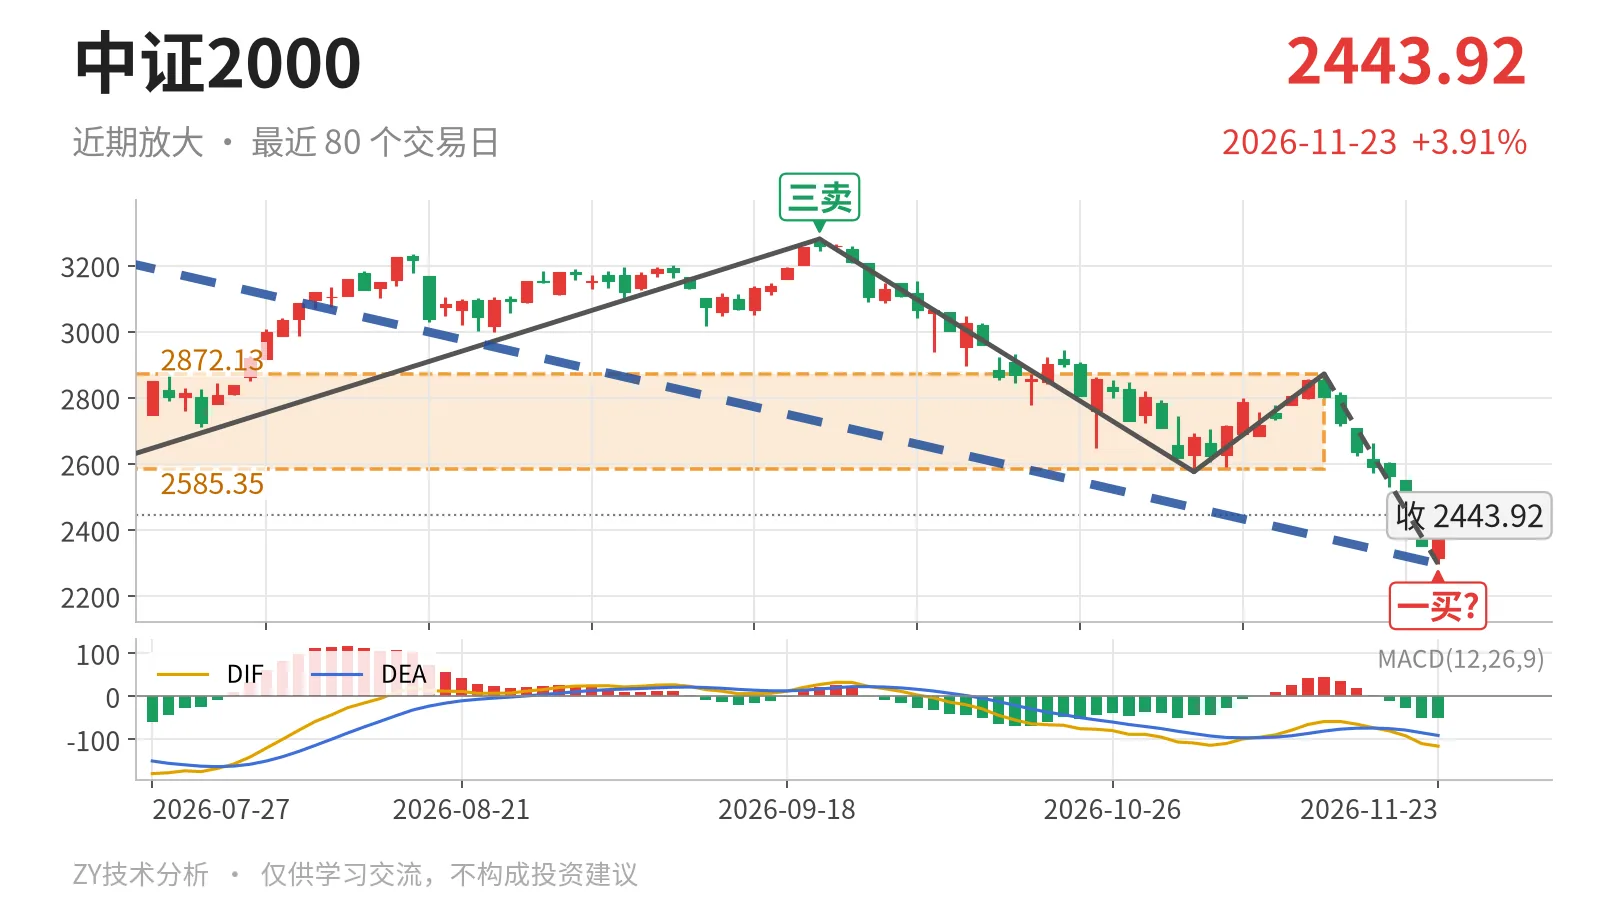 中证2000
2443.92
近期放大 · 最近 80 个交易日
2026-11-23 +3.91%
三卖
3200
3000
2872.13
2800
2600
2585.35
收 2443.92
2400
2200
一买?
100
DIF
DEA
MACD(12,26,9)
0
-100
2026-07-27
2026-08-21
2026-09-18
2026-10-26
2026-11-23
ZY技术分析 · 仅供学习交流，不构成投资建议